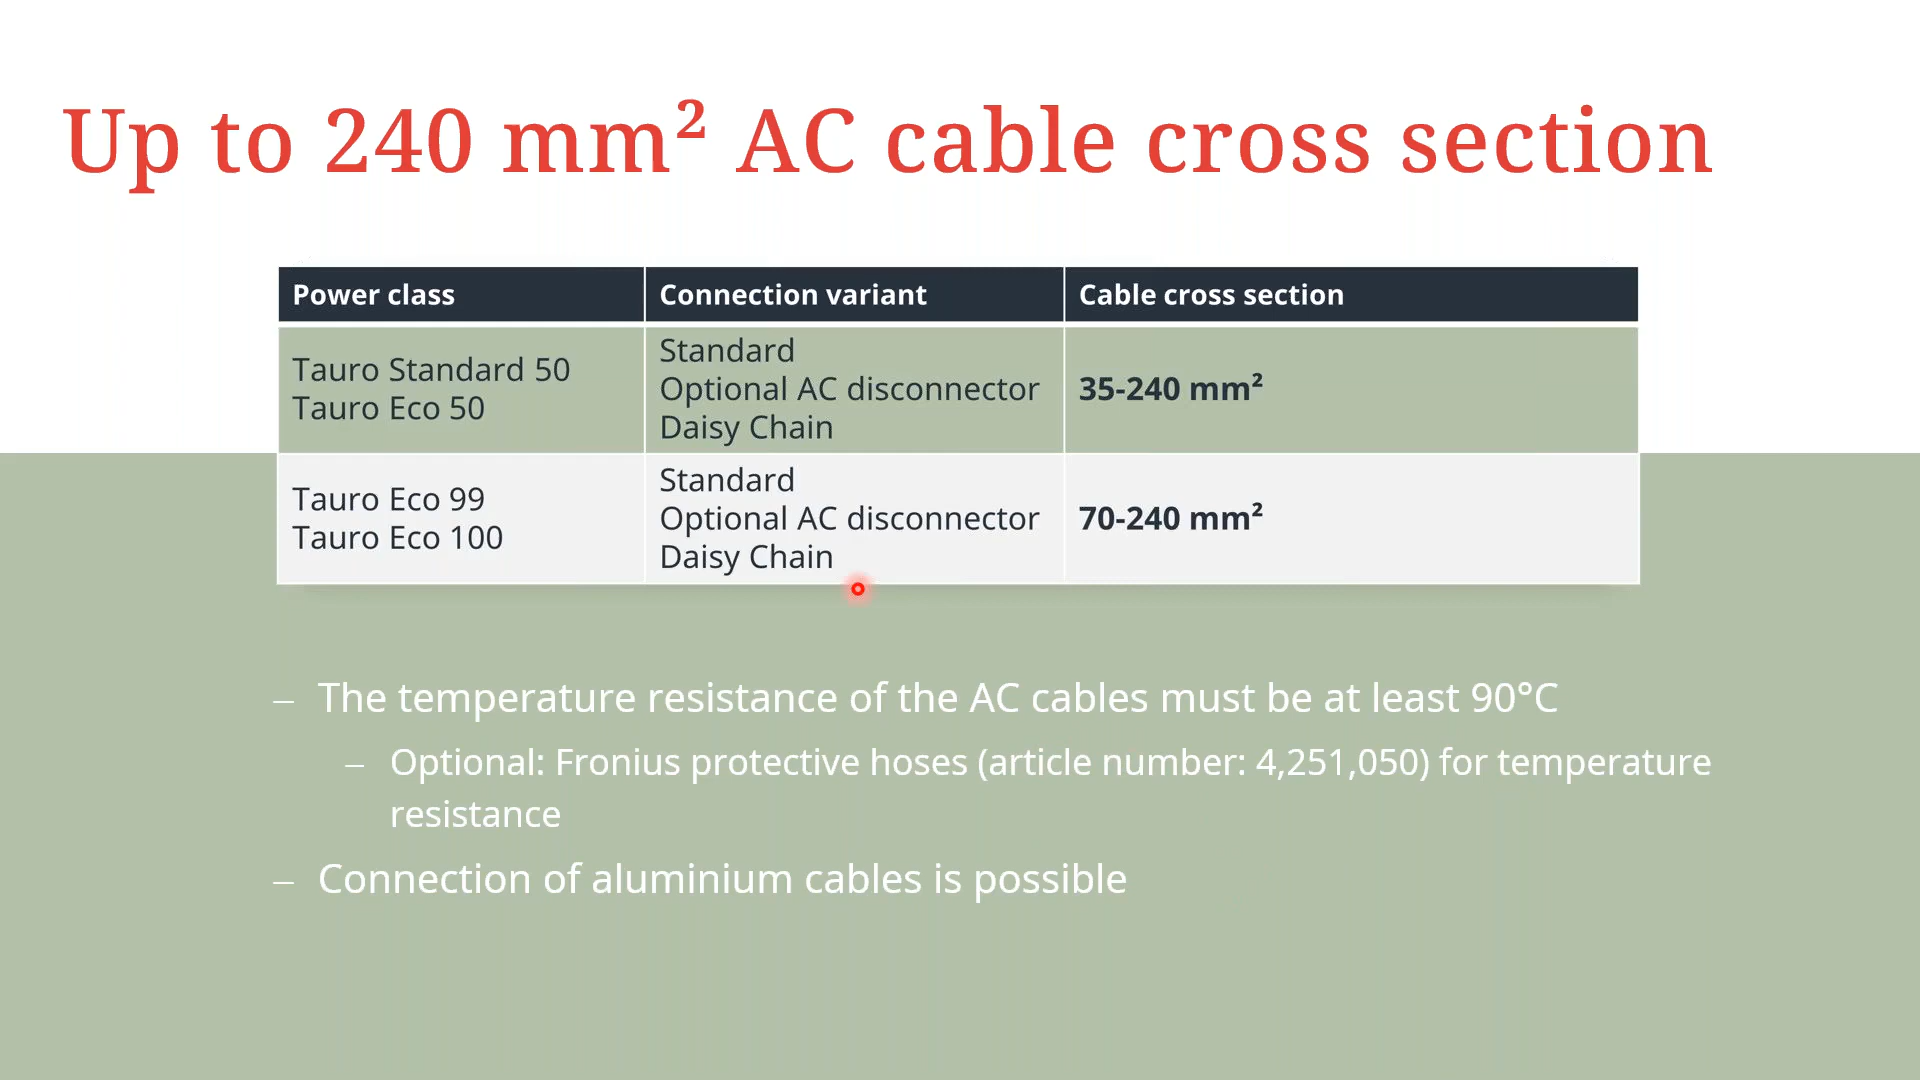 Up to 240 mm² AC cable cross section
Power class
Connection variant
Cable cross section
Tauro Standard 50
Tauro Eco 50
Standard
Optional AC disconnector
Daisy Chain
35-240 mm²
Tauro Eco 99
Tauro Eco 100
Standard
Optional AC disconnector
Daisy Chain
70-240 mm²
– The temperature resistance of the AC cables must be at least 90°C
– Optional: Fronius protective hoses (article number: 4,251,050) for temperature
resistance
– Connection of aluminium cables is possible